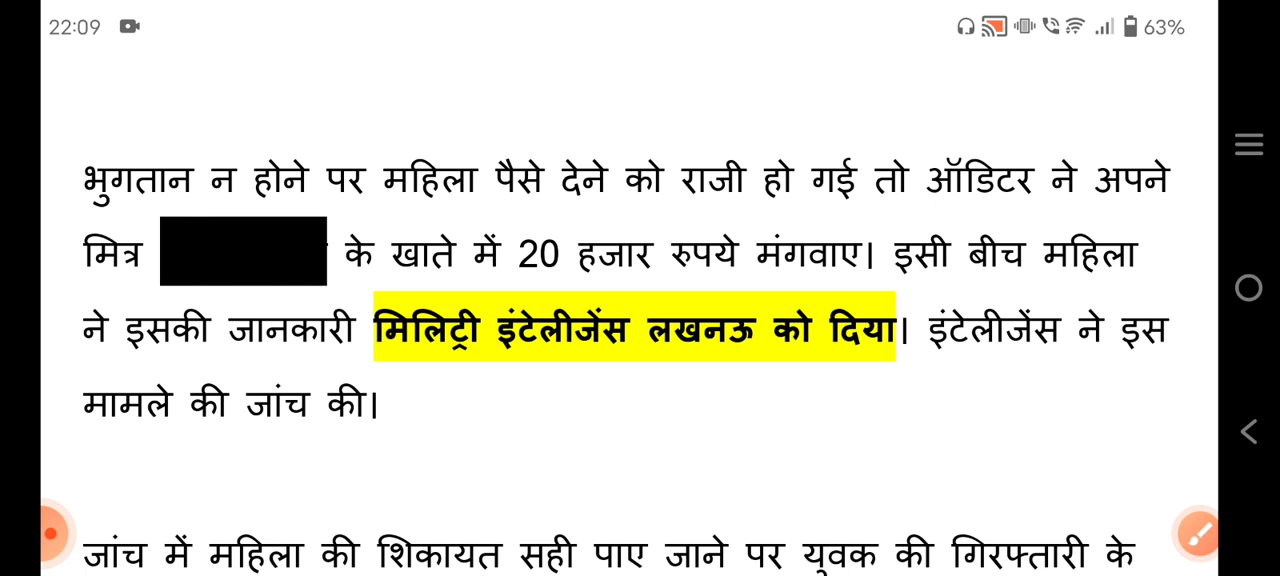 22:09 63%
भुगतान न होने पर महिला पैसे देने को राजी हो गई तो ऑडिटर ने अपने
मित्र के खाते में 20 हजार रुपये मंगवाए। इसी बीच महिला
ने इसकी जानकारी मिलिट्री इंटेलीजेंस लखनऊ को दिया। इंटेलीजेंस ने इस
मामले की जांच की।
जांच में महिला की शिकायत सही पाए जाने पर युवक की गिरफ्तारी के